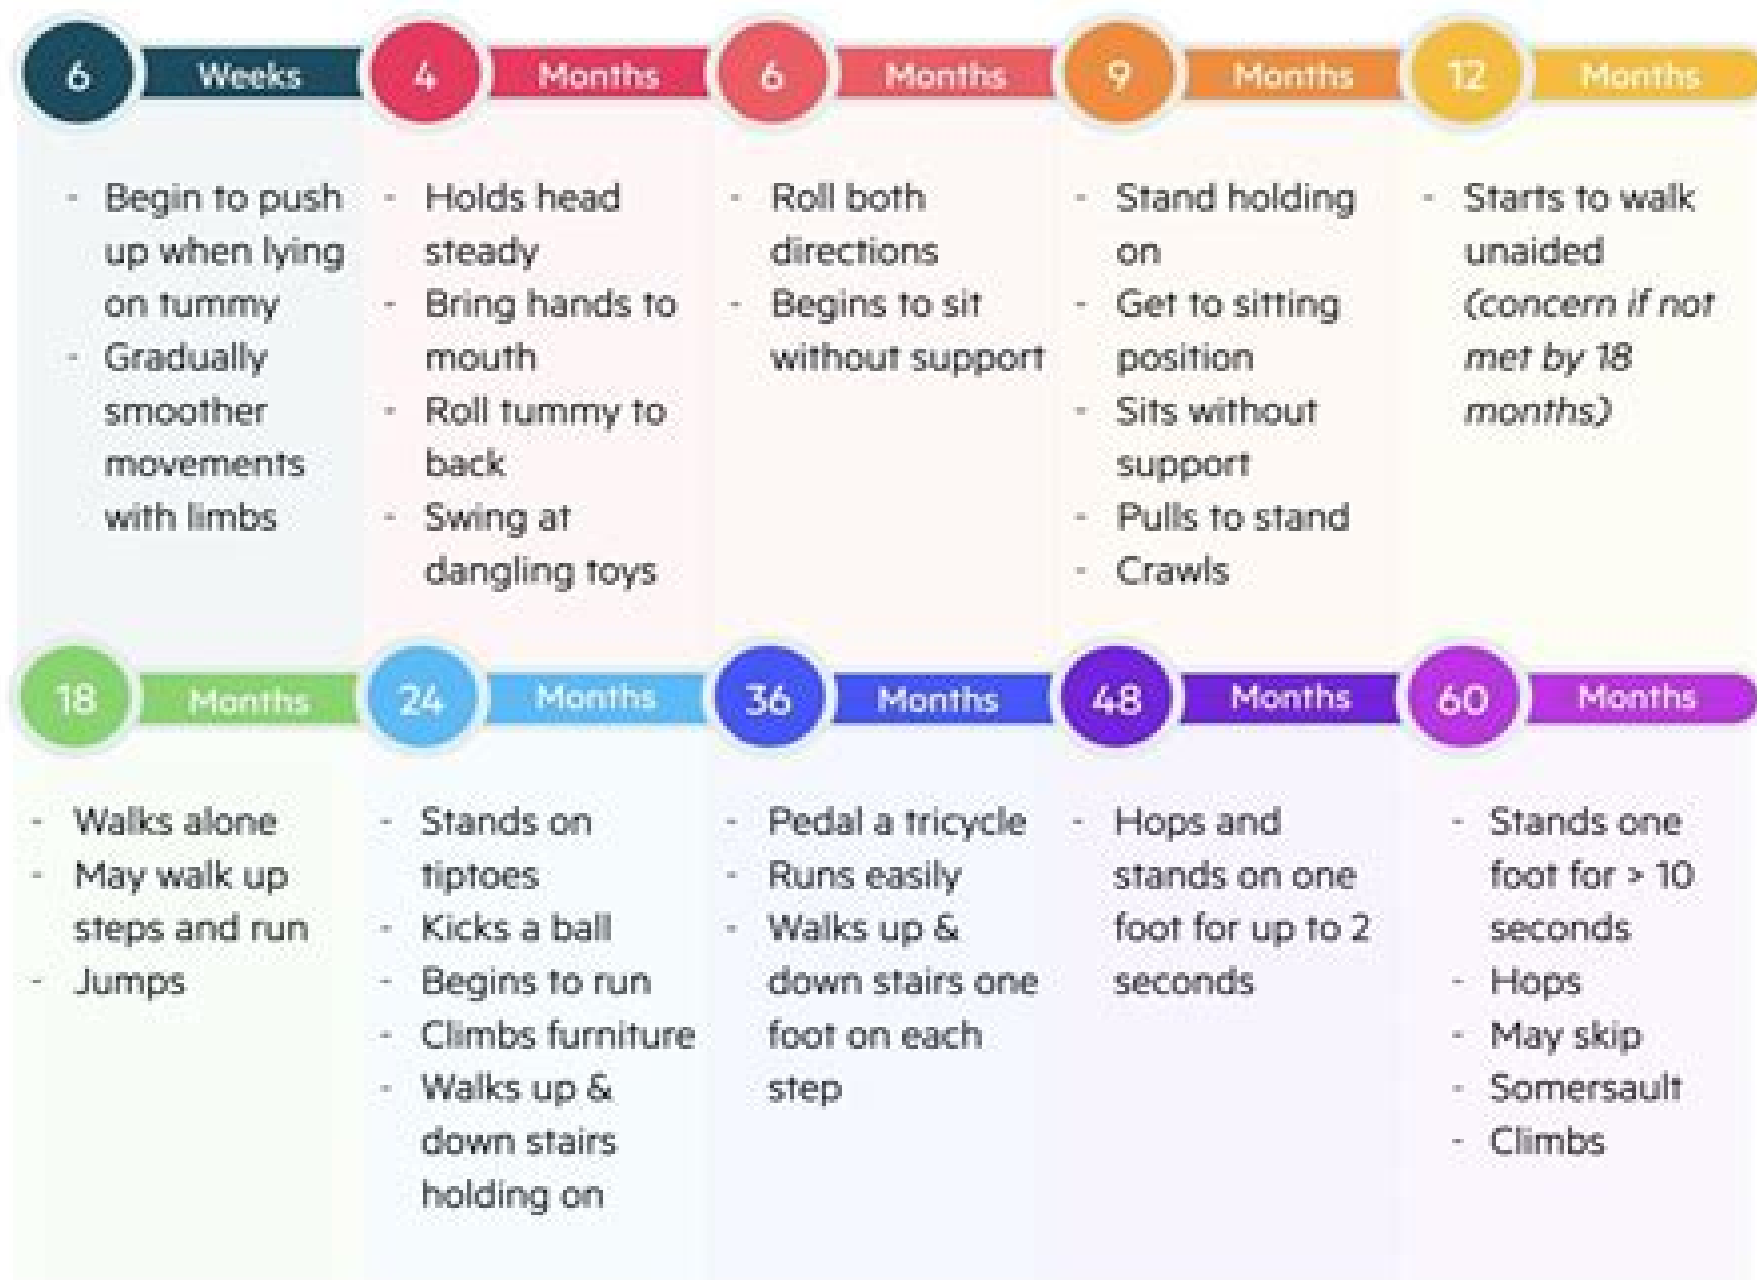 6 Weeks
- Begin to push
up when lying
on tummy
- Gradually
smoother
movements
with limbs
4 Months
- Holds head
steady
- Bring hands to
mouth
- Roll tummy to
back
- Swing at
dangling toys
6 Months
- Roll both
directions
- Begins to sit
without support
9 Months
- Stand holding
on
- Get to sitting
position
- Sits without
support
- Pulls to stand
- Crawls
12 Months
- Starts to walk
unaided
(concern if not
met by 18
months)
18 Months
- Walks alone
- May walk up
steps and run
- Jumps
24 Months
- Stands on
tiptoes
- Kicks a ball
- Begins to run
- Climbs furniture
- Walks up &
down stairs
holding on
36 Months
- Pedal a tricycle
- Runs easily
- Walks up &
down stairs one
foot on each
step
48 Months
- Hops and
stands on one
foot for up to 2
seconds
60 Months
- Stands one
foot for > 10
seconds
- Hops
- May skip
- Somersault
- Climbs